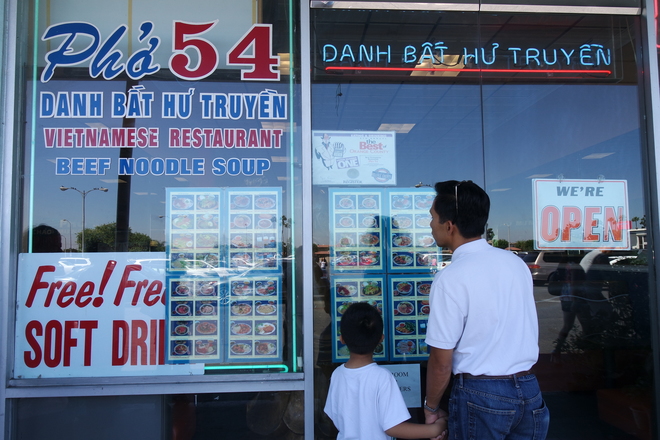 Phở 54
DANH BẤT HƯ TRUYỀN
VIETNAMESE RESTAURANT
BEEF NOODLE SOUP
Free! Free
SOFT DRI
DANH BẤT HƯ TRUYỀN
the Best
WE'RE
OPEN